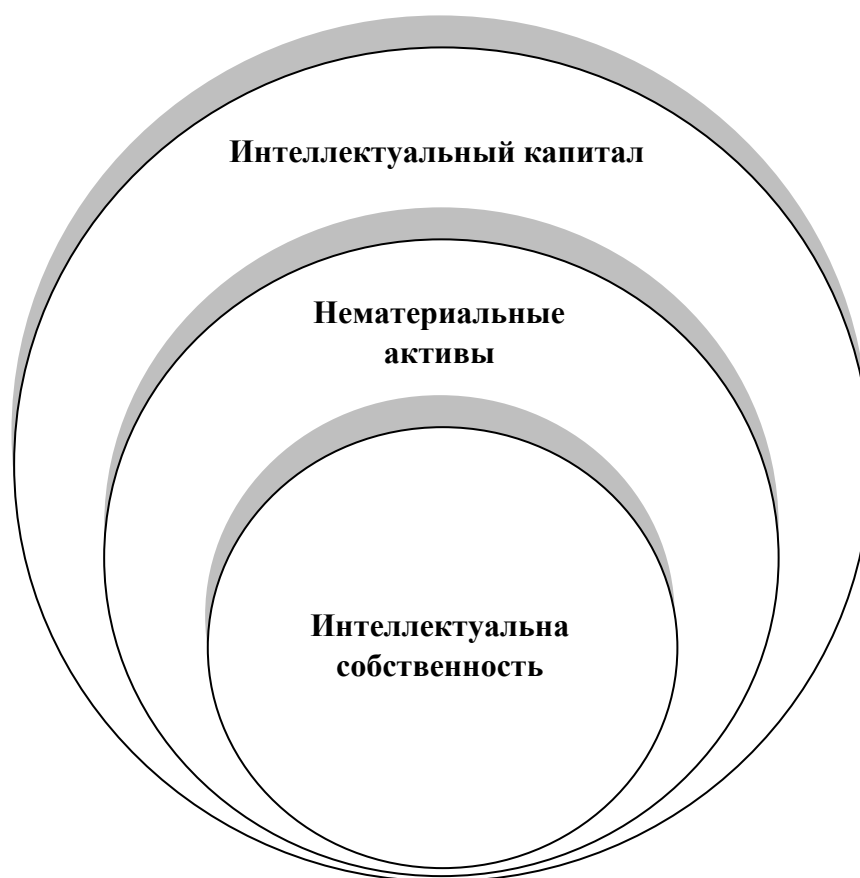 Интеллектуальный капитал
Нематериальные
активы
Интеллектуальна
собственность